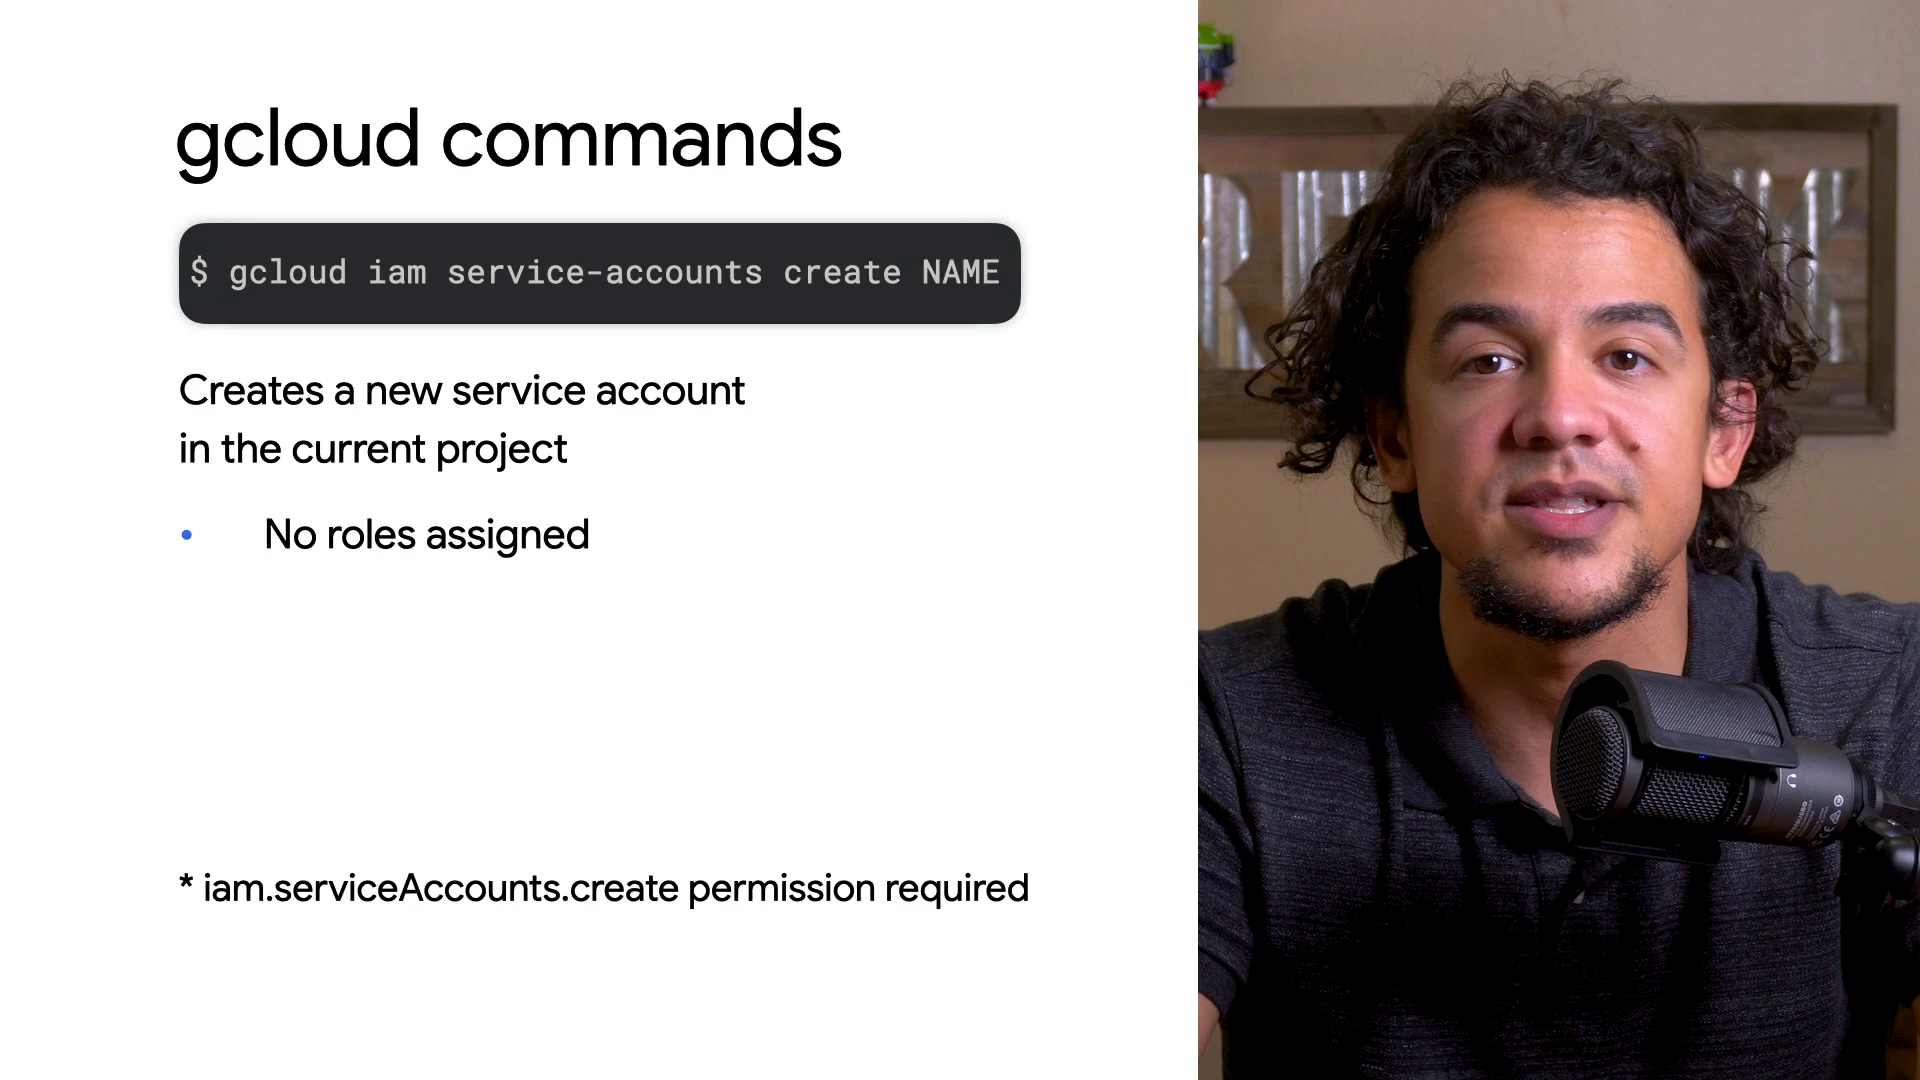 gcloud commands
$ gcloud iam service-accounts create NAME
Creates a new service account
in the current project
• No roles assigned
* iam.serviceAccounts.create permission required
CE